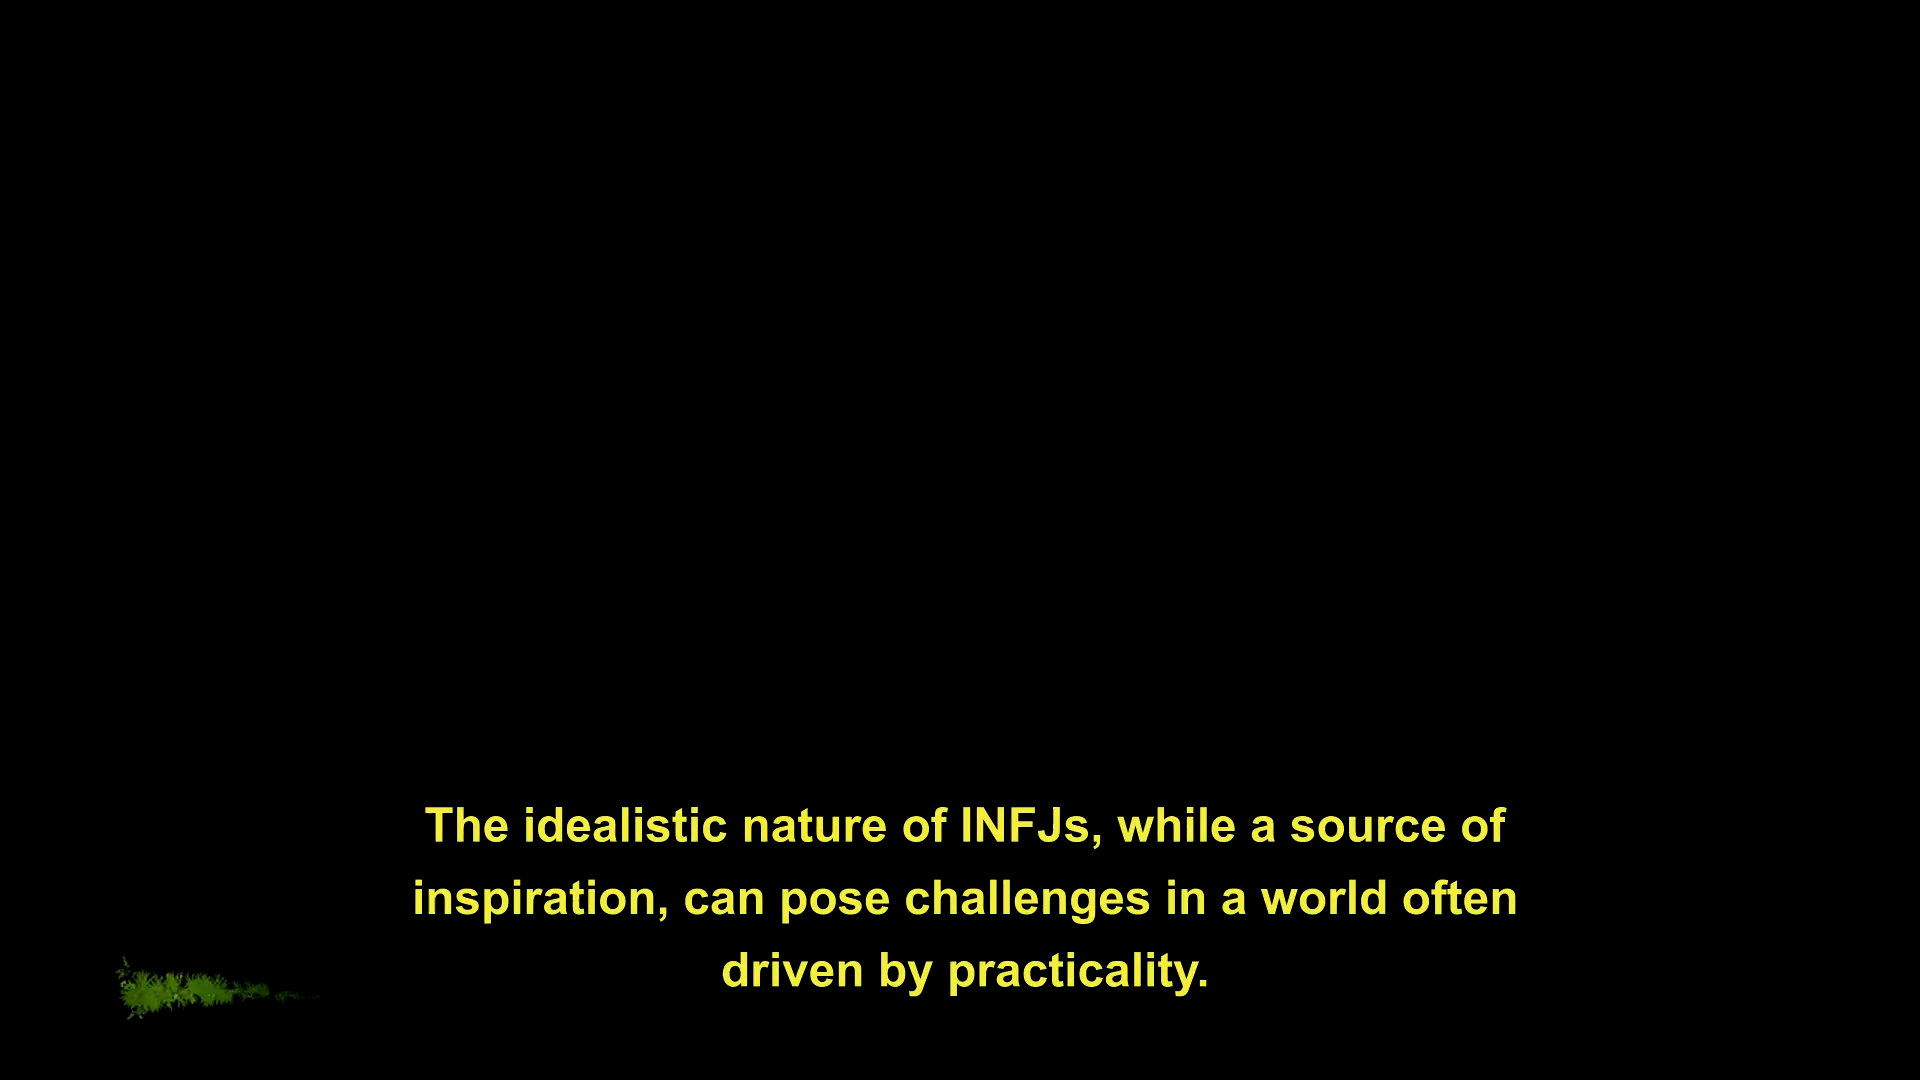 The idealistic nature of INFJs, while a source of
inspiration, can pose challenges in a world often
driven by practicality.